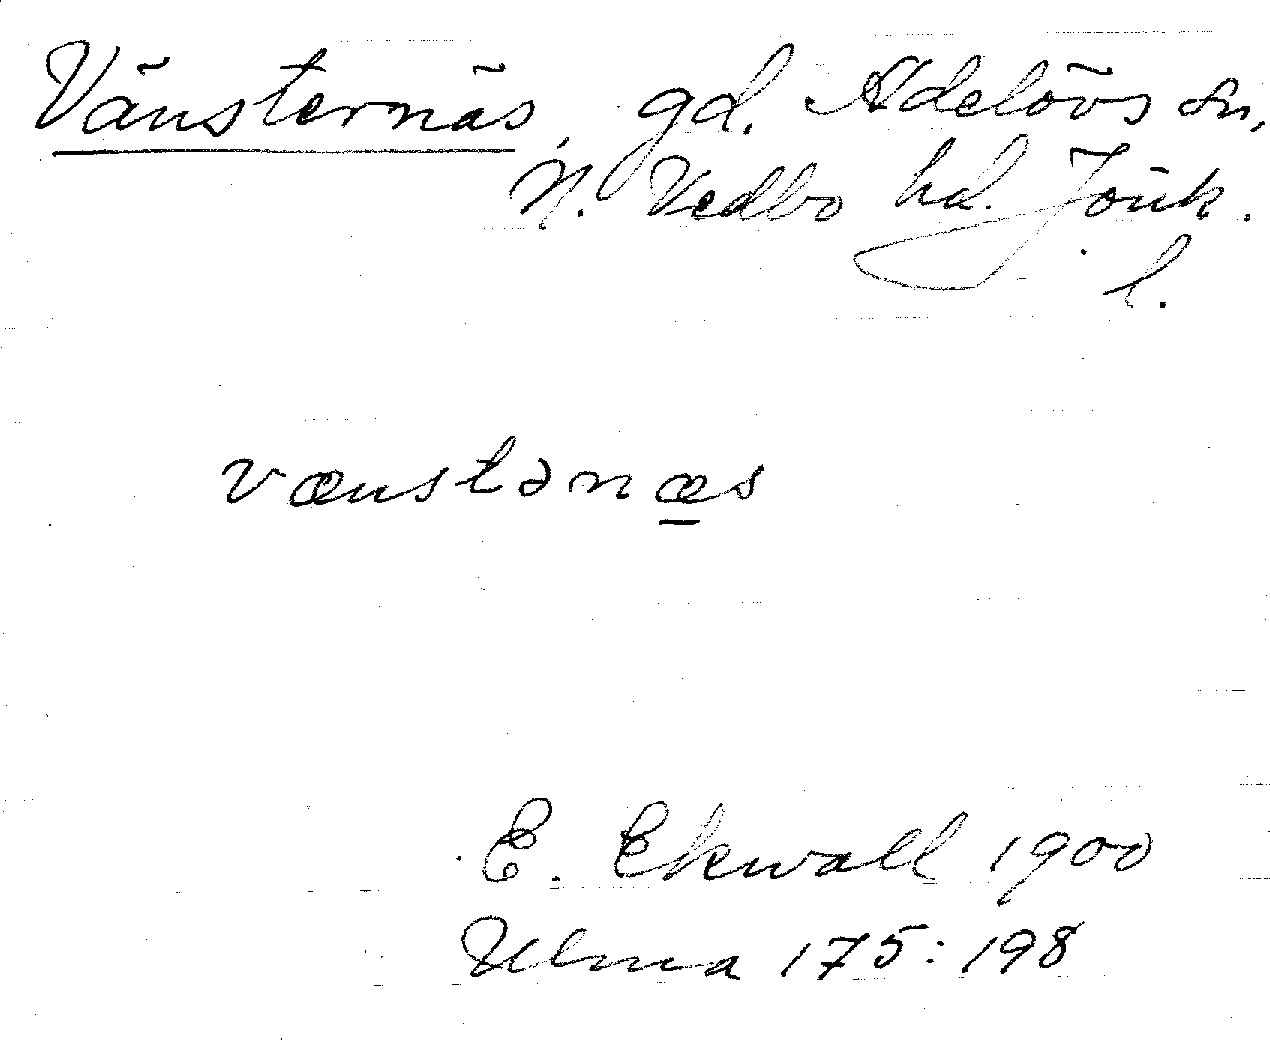 Vänsternäs, gd. Adelövs sn,
N. Vedbo hd. Jönk.
l.
vænstənæs
E. Ekwall 1900
Ulma 175:198